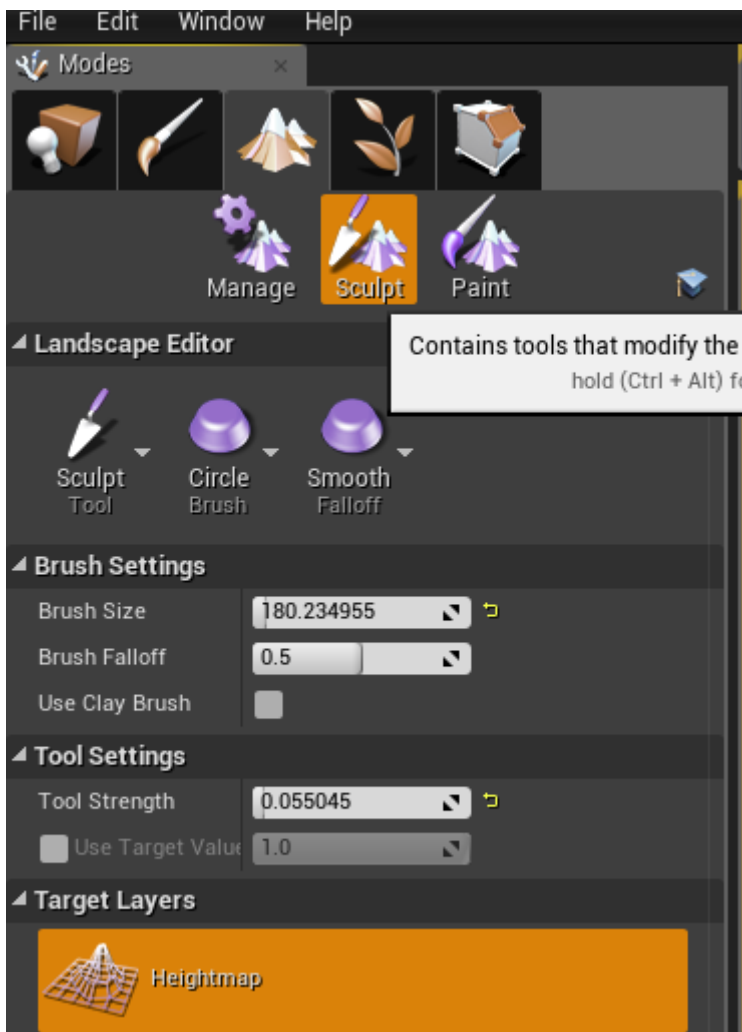 File Edit Window Help
Modes
Manage Sculpt Paint
Landscape Editor
Contains tools that modify the
hold (Ctrl + Alt)
Sculpt Circle Smooth
Tool Brush Falloff
Brush Settings
Brush Size 180.234955
Brush Falloff 0.5
Use Clay Brush
Tool Settings
Tool Strength 0.055045
Use Target Value 1.0
Target Layers
Heightmap